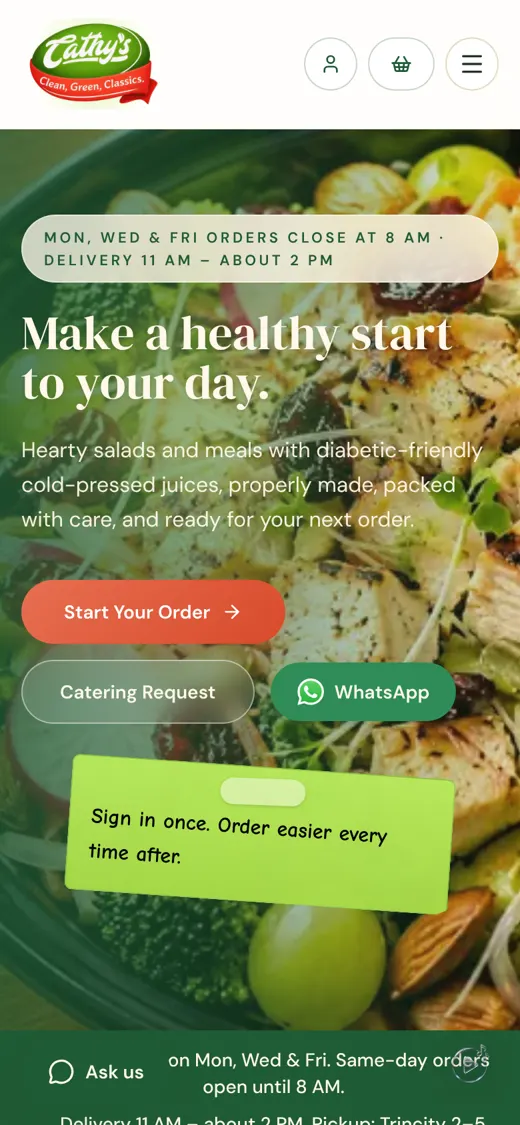 Cathy's
Clean, Green, Classics.
MON, WED & FRI ORDERS CLOSE AT 8 AM ·
DELIVERY 11 AM – ABOUT 2 PM
Make a healthy start
to your day.
Hearty salads and meals with diabetic-friendly
cold-pressed juices, properly made, packed
with care, and ready for your next order.
Start Your Order →
Catering Request
WhatsApp
Sign in once. Order easier every
time after.
Ask us
on Mon, Wed & Fri. Same-day orders
open until 8 AM.
Delivery 11 AM – about 2 PM. Pickup: Trincity 2–5